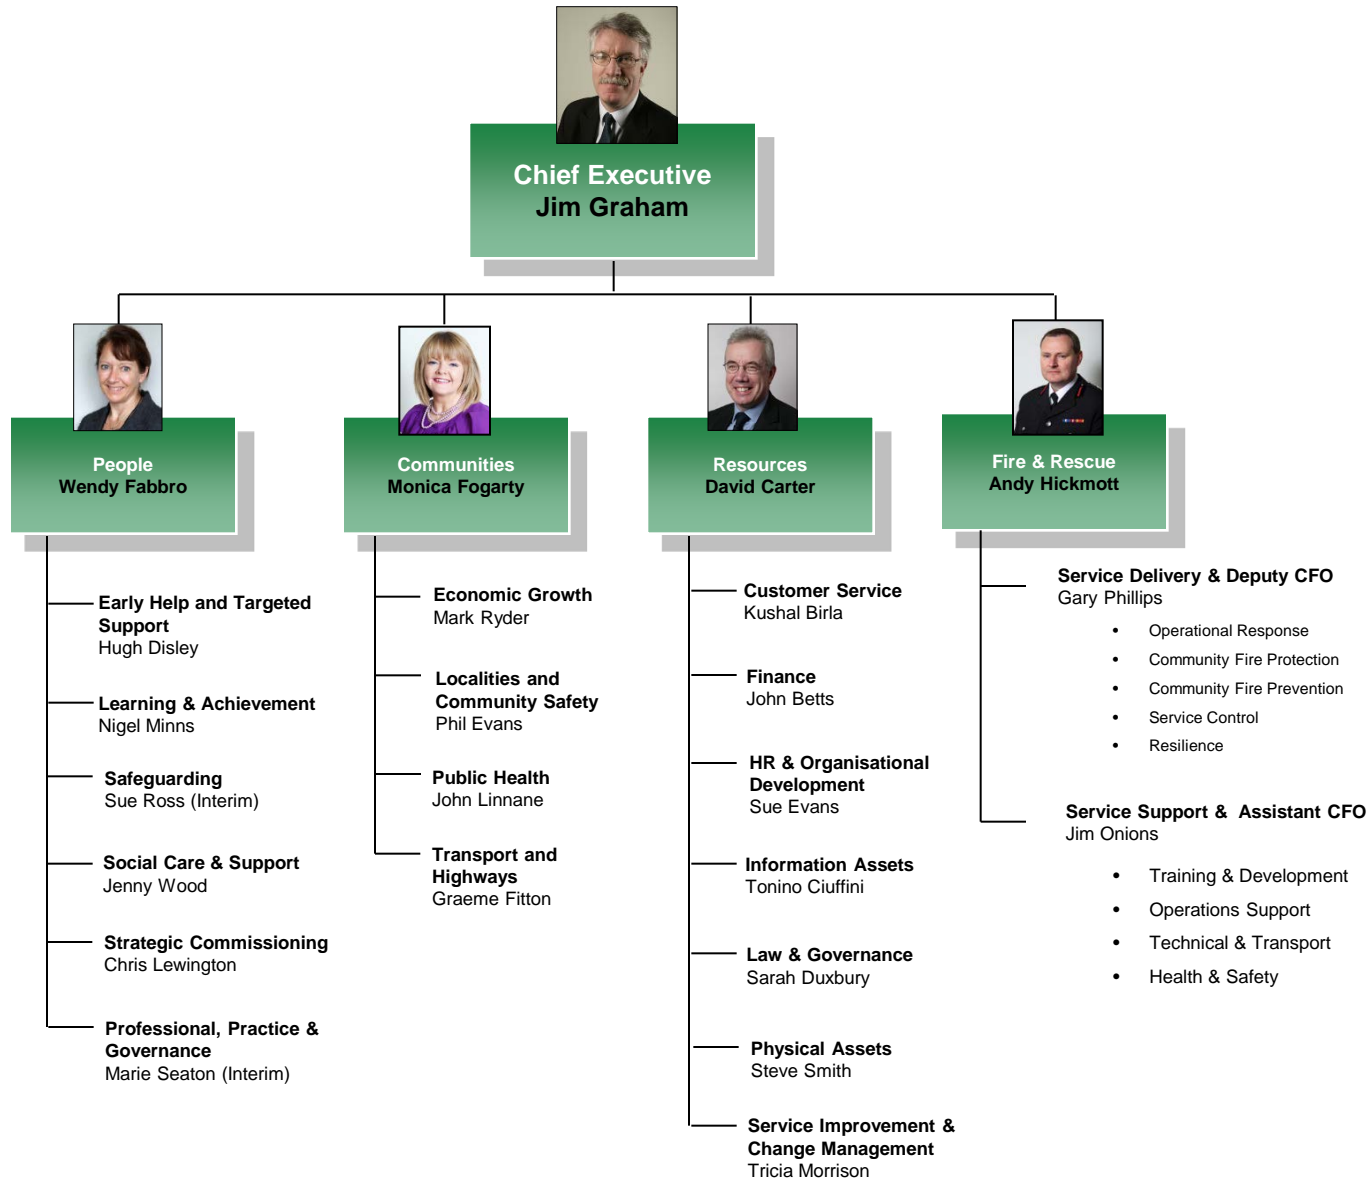 Chief Executive
Jim Graham
People
Wendy Fabbro
Early Help and Targeted
Support
Hugh Disley
Learning & Achievement
Nigel Minns
Safeguarding
Sue Ross (Interim)
Social Care & Support
Jenny Wood
Strategic Commissioning
Chris Lewington
Professional, Practice &
Governance
Marie Seaton (Interim)
Communities
Monica Fogarty
Economic Growth
Mark Ryder
Localities and
Community Safety
Phil Evans
Public Health
John Linnane
Transport and
Highways
Graeme Fitton
Resources
David Carter
Customer Service
Kushal Birla
Finance
John Betts
HR & Organisational
Development
Sue Evans
Information Assets
Tonino Ciuffini
Law & Governance
Sarah Duxbury
Physical Assets
Steve Smith
Service Improvement &
Change Management
Tricia Morrison
Fire & Rescue
Andy Hickmott
Service Delivery & Deputy CFO
Gary Phillips
• Operational Response
• Community Fire Protection
• Community Fire Prevention
• Service Control
• Resilience
Service Support & Assistant CFO
Jim Onions
• Training & Development
• Operations Support
• Technical & Transport
• Health & Safety